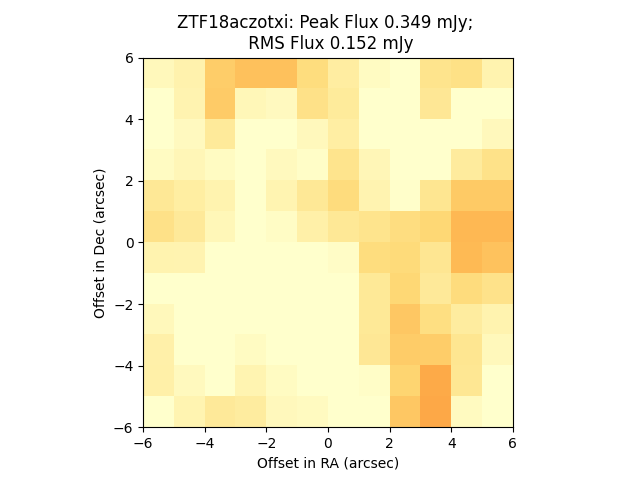 ZTF18aczotxi: Peak Flux 0.349 mJy;
RMS Flux 0.152 mJy
6
4
2
0
−2
−4
−6
Offset in Dec (arcsec)
−6 −4 −2 0 2 4 6
Offset in RA (arcsec)